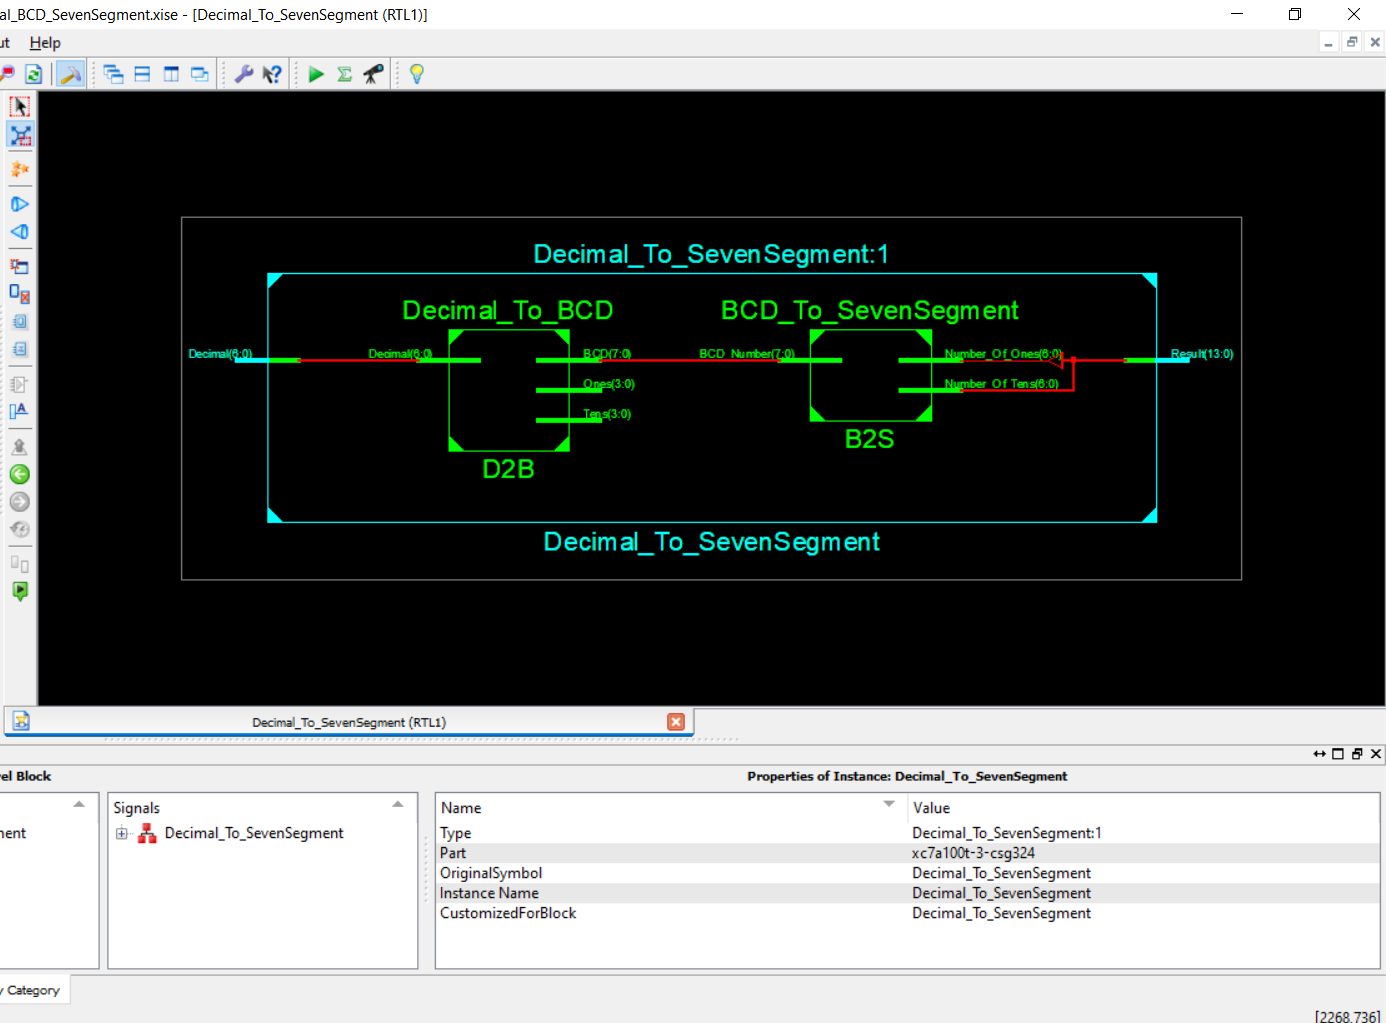 al_BCD_SevenSegment.xise - [Decimal_To_SevenSegment (RTL1)]
ut Help
Decimal_To_SevenSegment:1
Decimal_To_BCD BCD_To_SevenSegment
Decimal(6:0) Decimal(6:0) BCD(7:0) BCD_Number(7:0) Number_Of_Ones(6:0) Result(13:0)
Ones(3:0) Number_Of_Tens(6:0)
Tens(3:0)
B2S
D2B
Decimal_To_SevenSegment
Decimal_To_SevenSegment (RTL1)
el Block Properties of Instance: Decimal_To_SevenSegment
Signals Name Value
ent Decimal_To_SevenSegment Type Decimal_To_SevenSegment:1
Part xc7a100t-3-csg324
OriginalSymbol Decimal_To_SevenSegment
Instance Name Decimal_To_SevenSegment
CustomizedForBlock Decimal_To_SevenSegment
y Category
[2268,736]